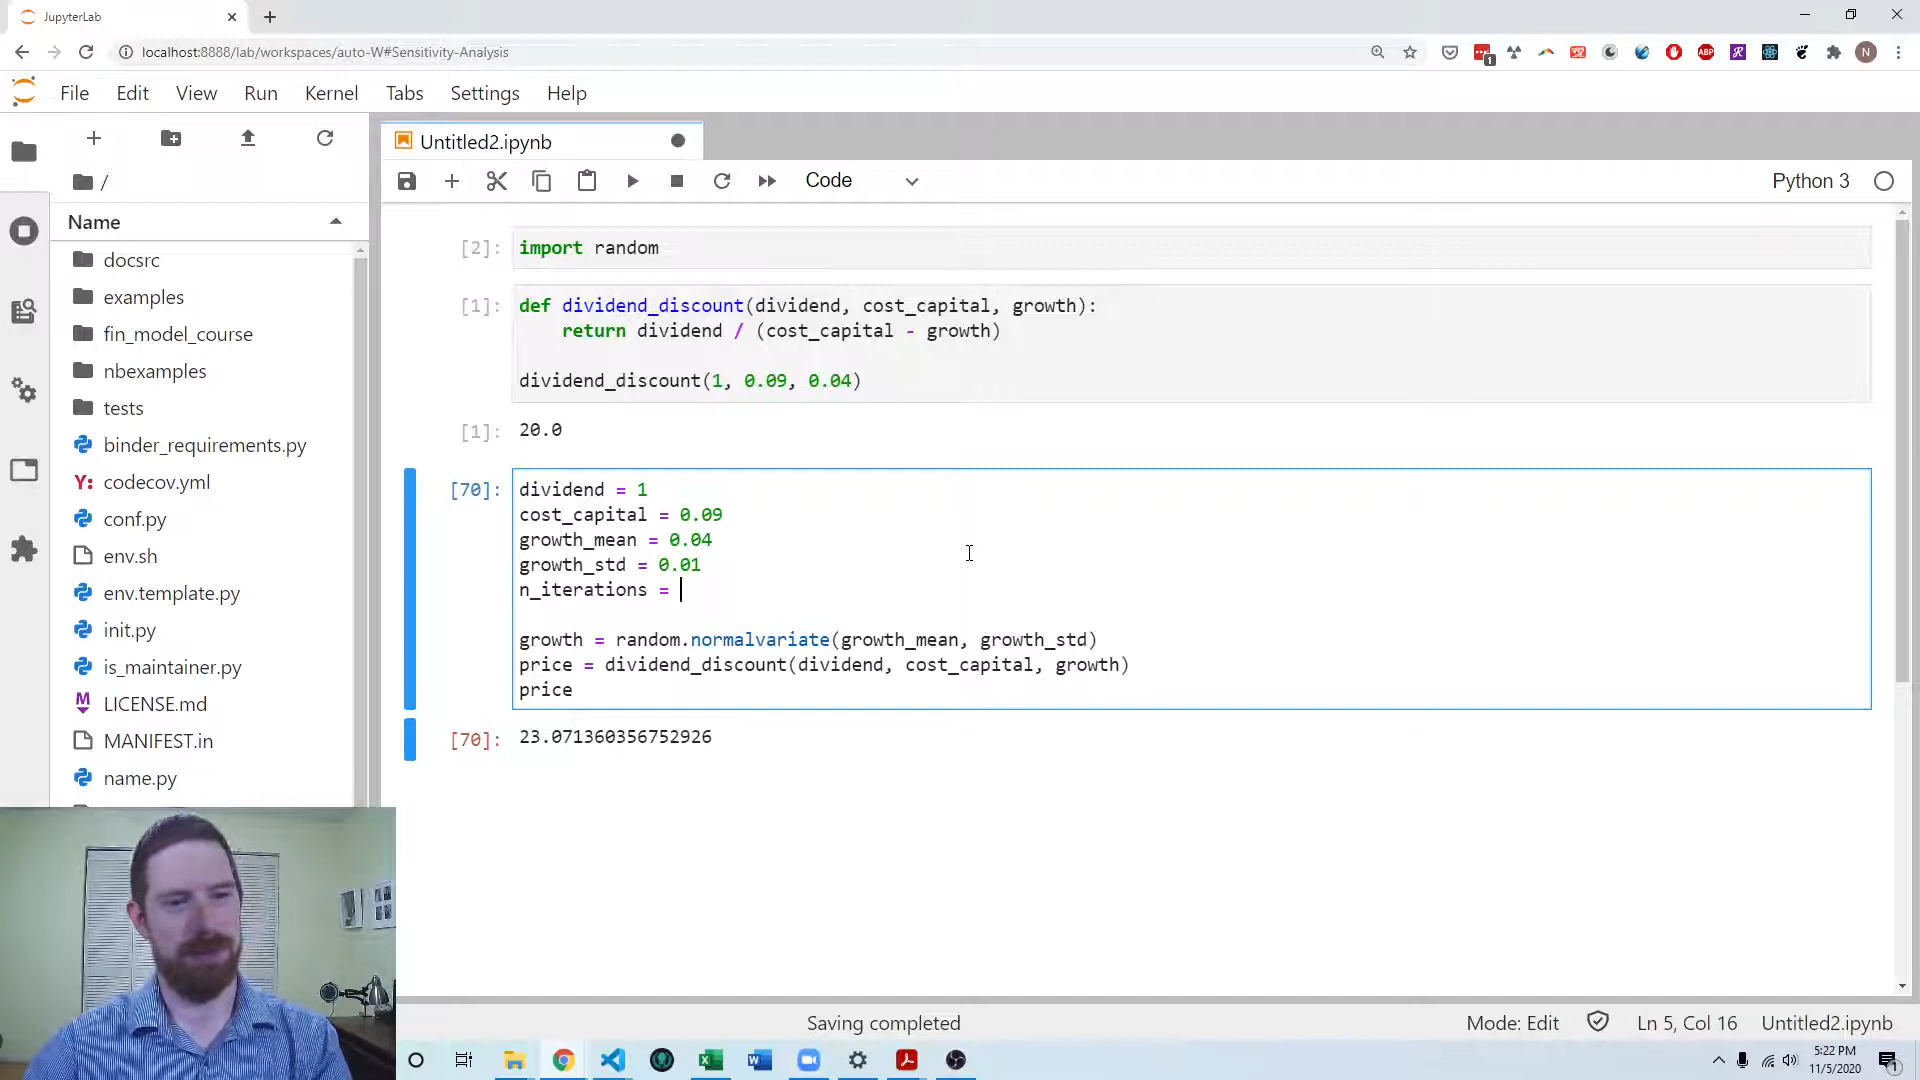 JupyterLab
localhost:8888/lab/workspaces/auto-W#Sensitivity-Analysis
File Edit View Run Kernel Tabs Settings Help
Untitled2.ipynb
/
Code
Python 3
Name
docsrc
examples
fin_model_course
nbexamples
tests
binder_requirements.py
codecov.yml
conf.py
env.sh
env.template.py
init.py
is_maintainer.py
LICENSE.md
MANIFEST.in
name.py
[2]: import random
[1]: def dividend_discount(dividend, cost_capital, growth):
return dividend / (cost_capital - growth)
dividend_discount(1, 0.09, 0.04)
[1]: 20.0
[70]: dividend = 1
cost_capital = 0.09
growth_mean = 0.04
growth_std = 0.01
n_iterations =
growth = random.normalvariate(growth_mean, growth_std)
price = dividend_discount(dividend, cost_capital, growth)
price
[70]: 23.071360356752926
Saving completed
Mode: Edit
Ln 5, Col 16
Untitled2.ipynb
5:22 PM
11/5/2020